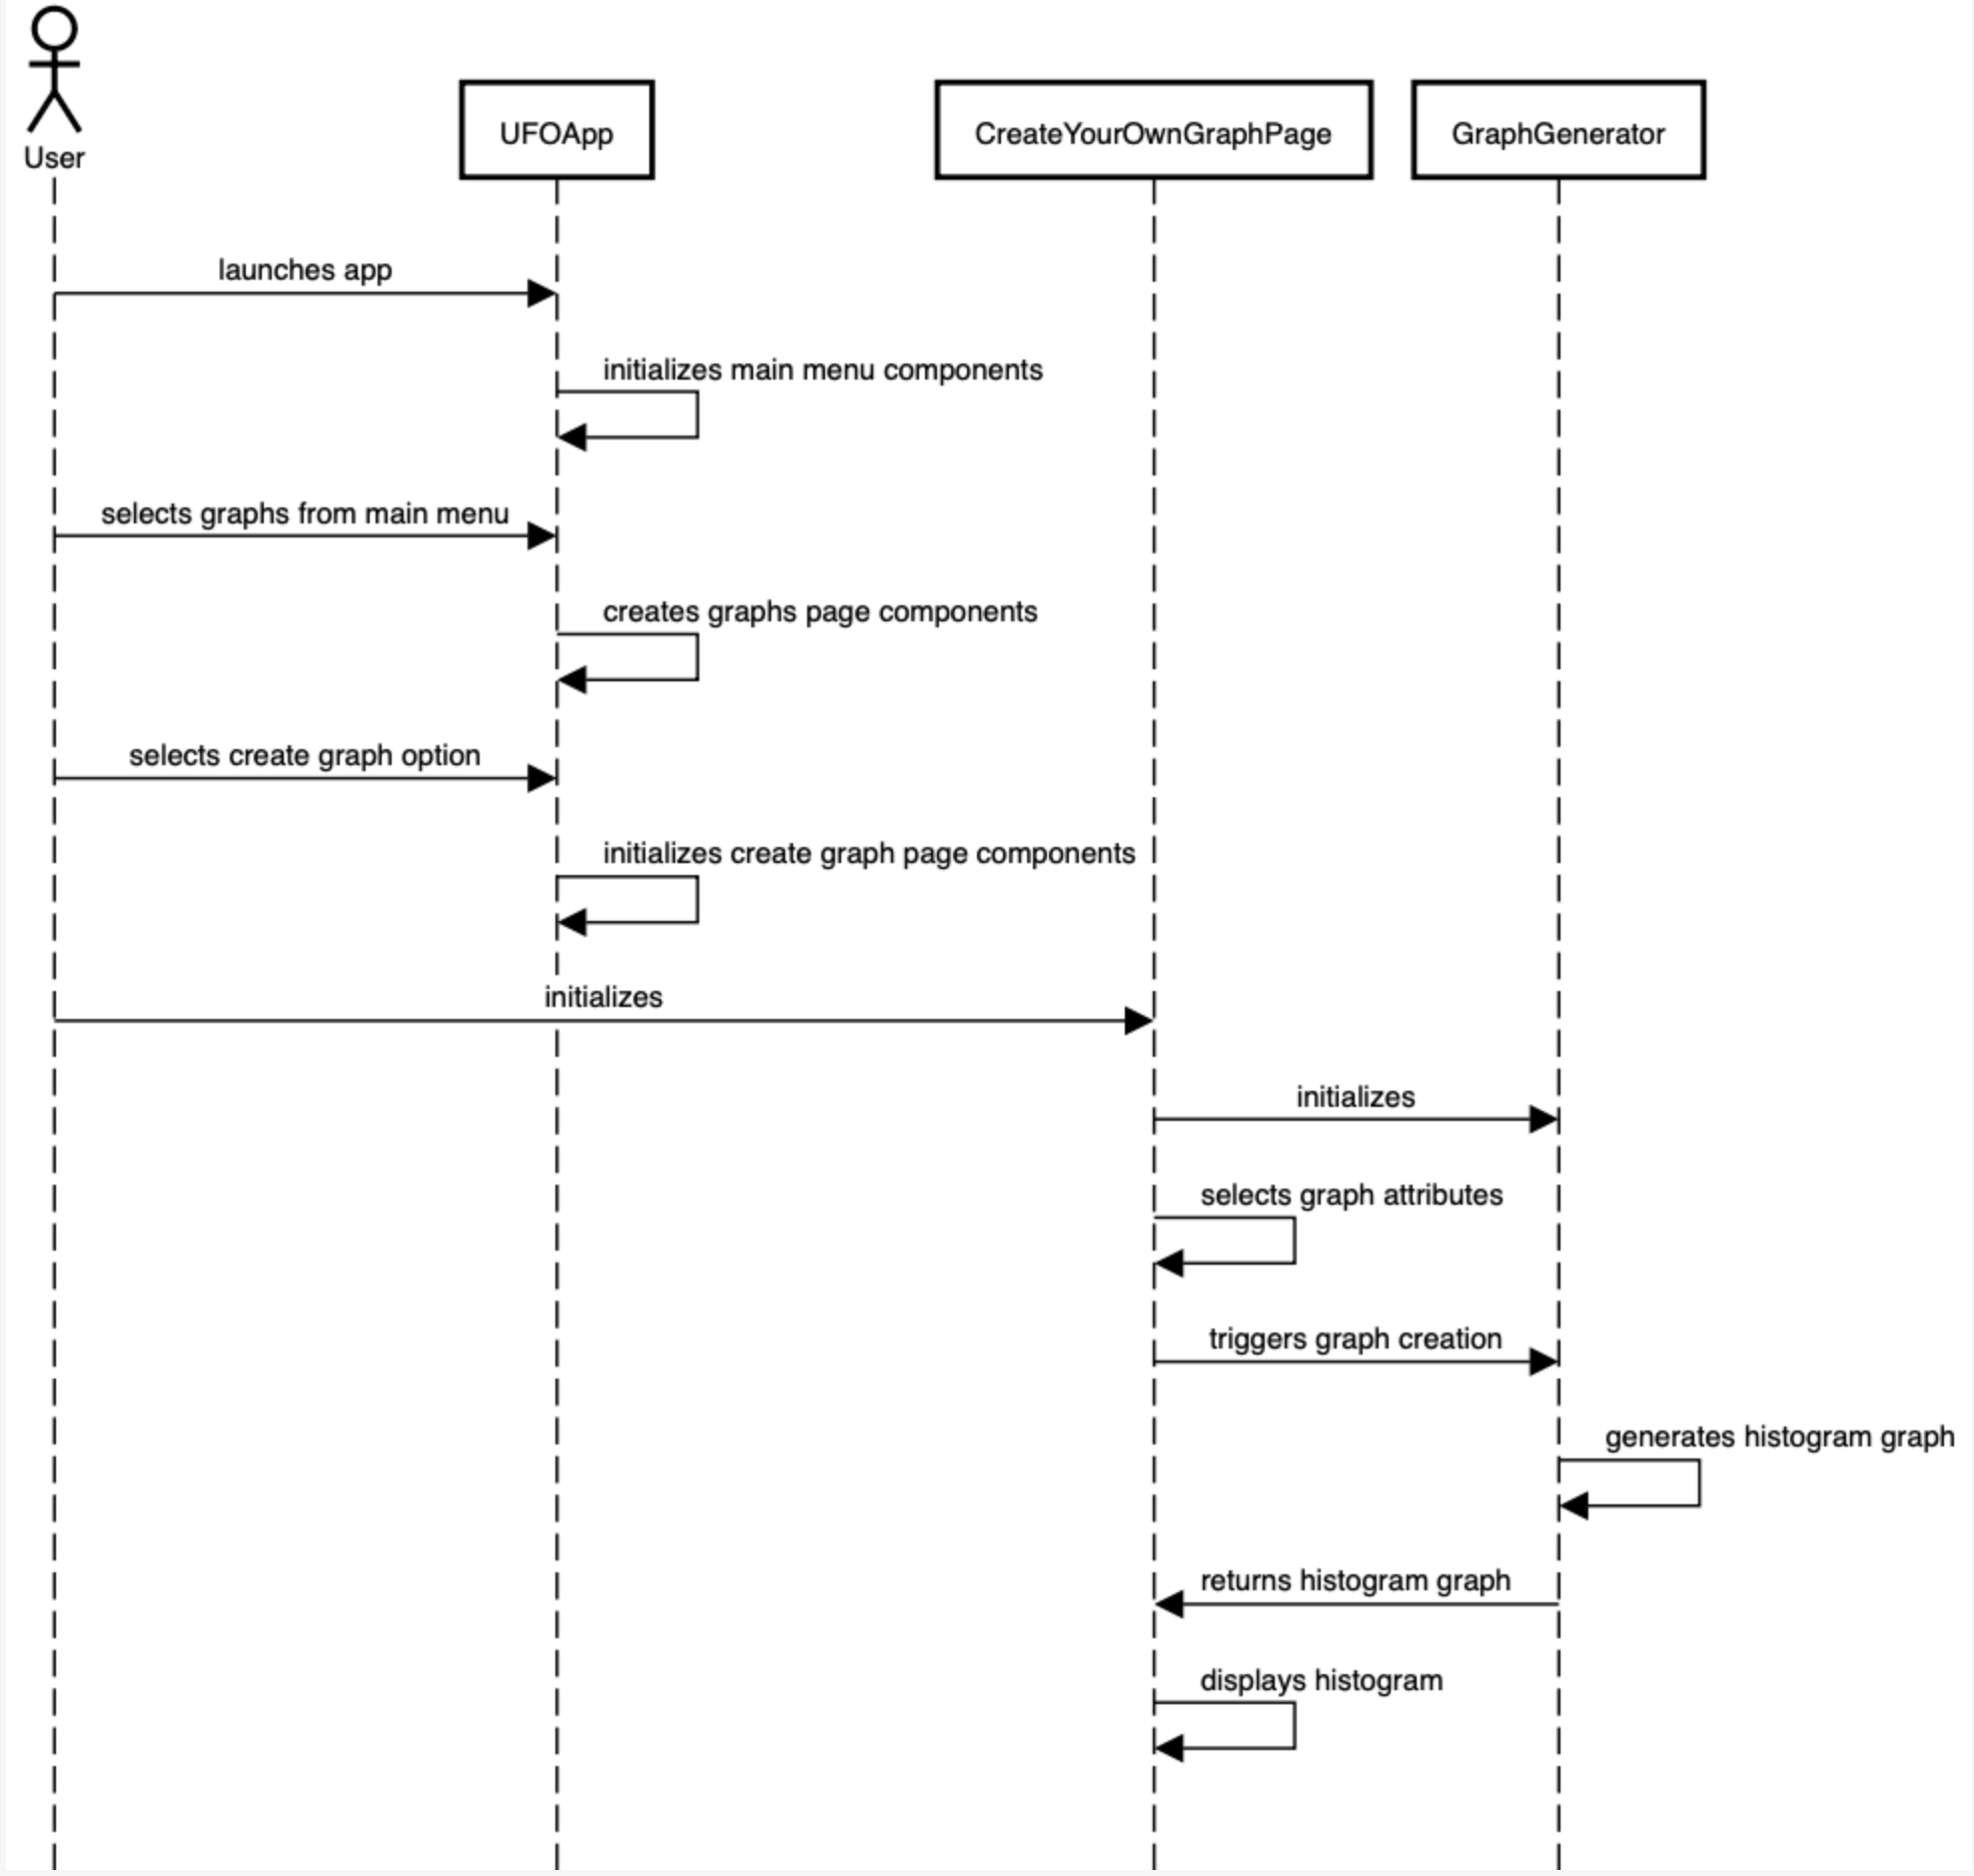 User
UFOApp
CreateYourOwnGraphPage
GraphGenerator
launches app
initializes main menu components
selects graphs from main menu
creates graphs page components
selects create graph option
initializes create graph page components
initializes
initializes
selects graph attributes
triggers graph creation
generates histogram graph
returns histogram graph
displays histogram